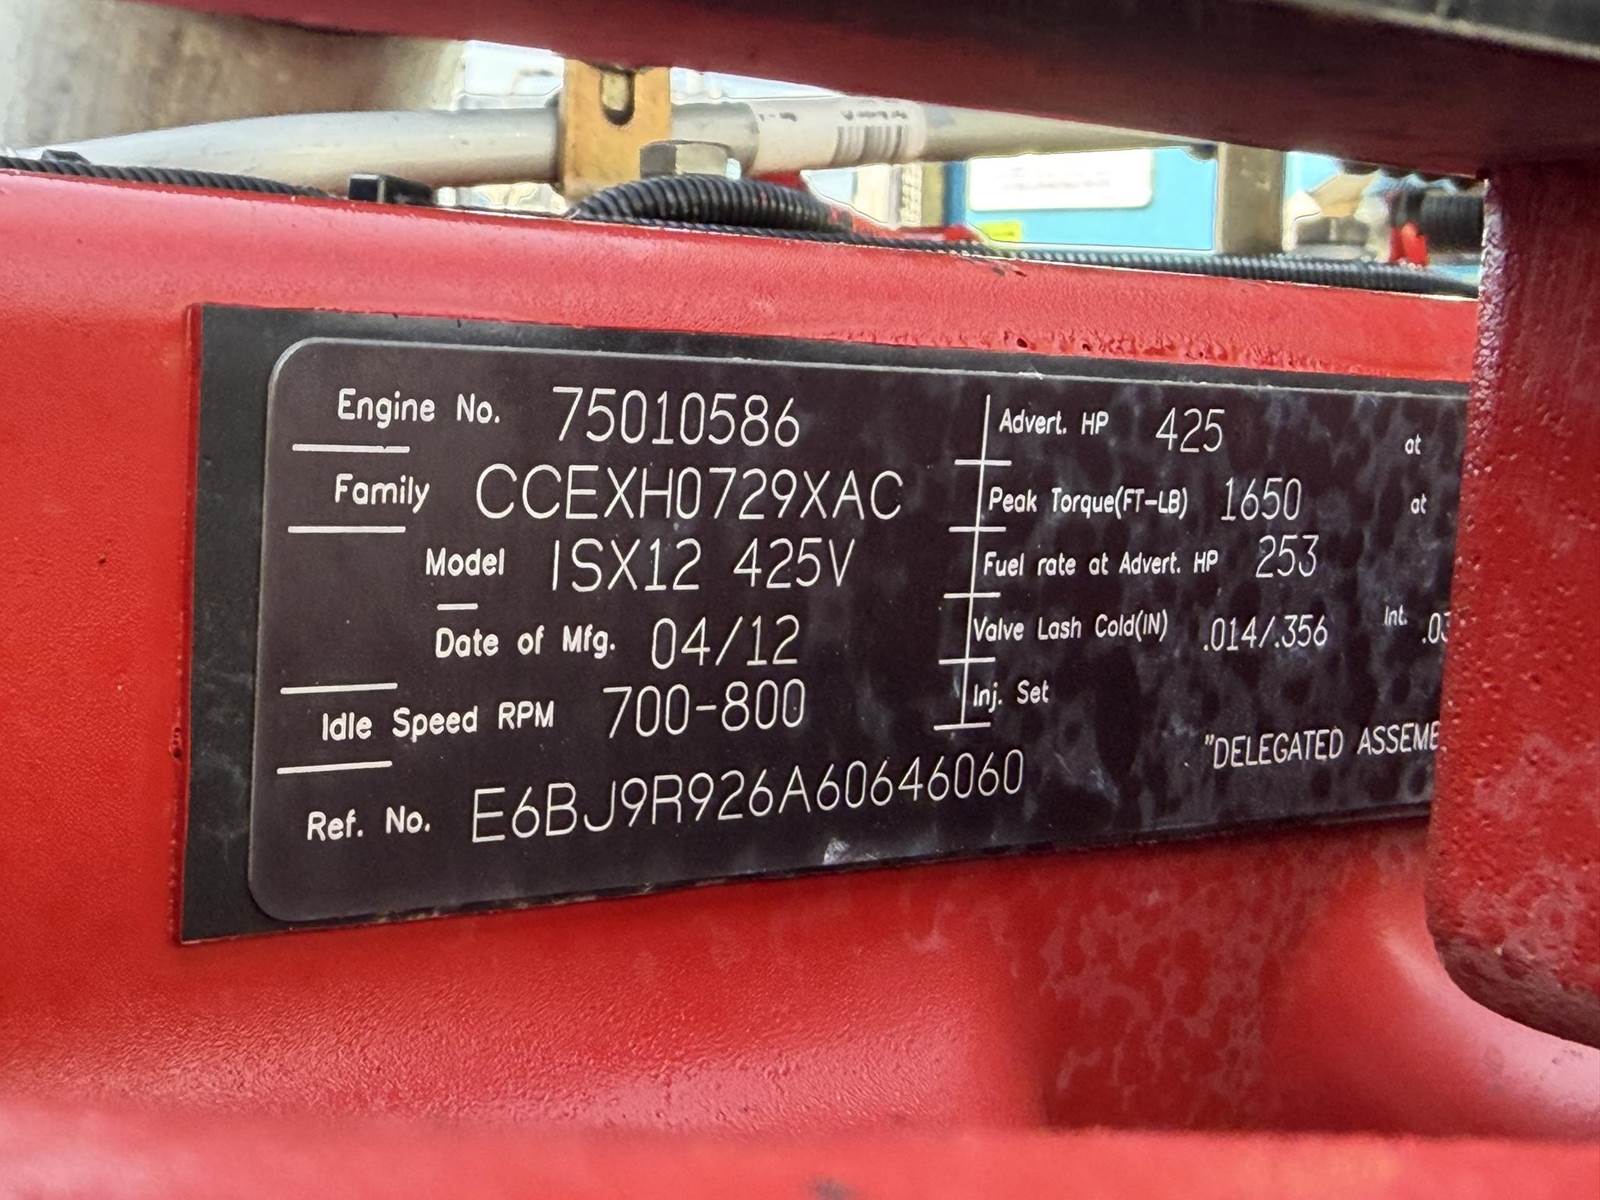 Engine No. 75010586
Family CCEXH0729XAC
Model ISX12 425V
Date of Mfg. 04/12
Idle Speed RPM 700-800
Ref. No. E6BJ9R926A60646060
Advert. HP 425 at
Peak Torque(FT-LB) 1650 at
Fuel rate at Advert. HP 253
Valve Lash Cold(IN) .014/.356 Int. .03
Inj. Set
"DELEGATED ASSEMB